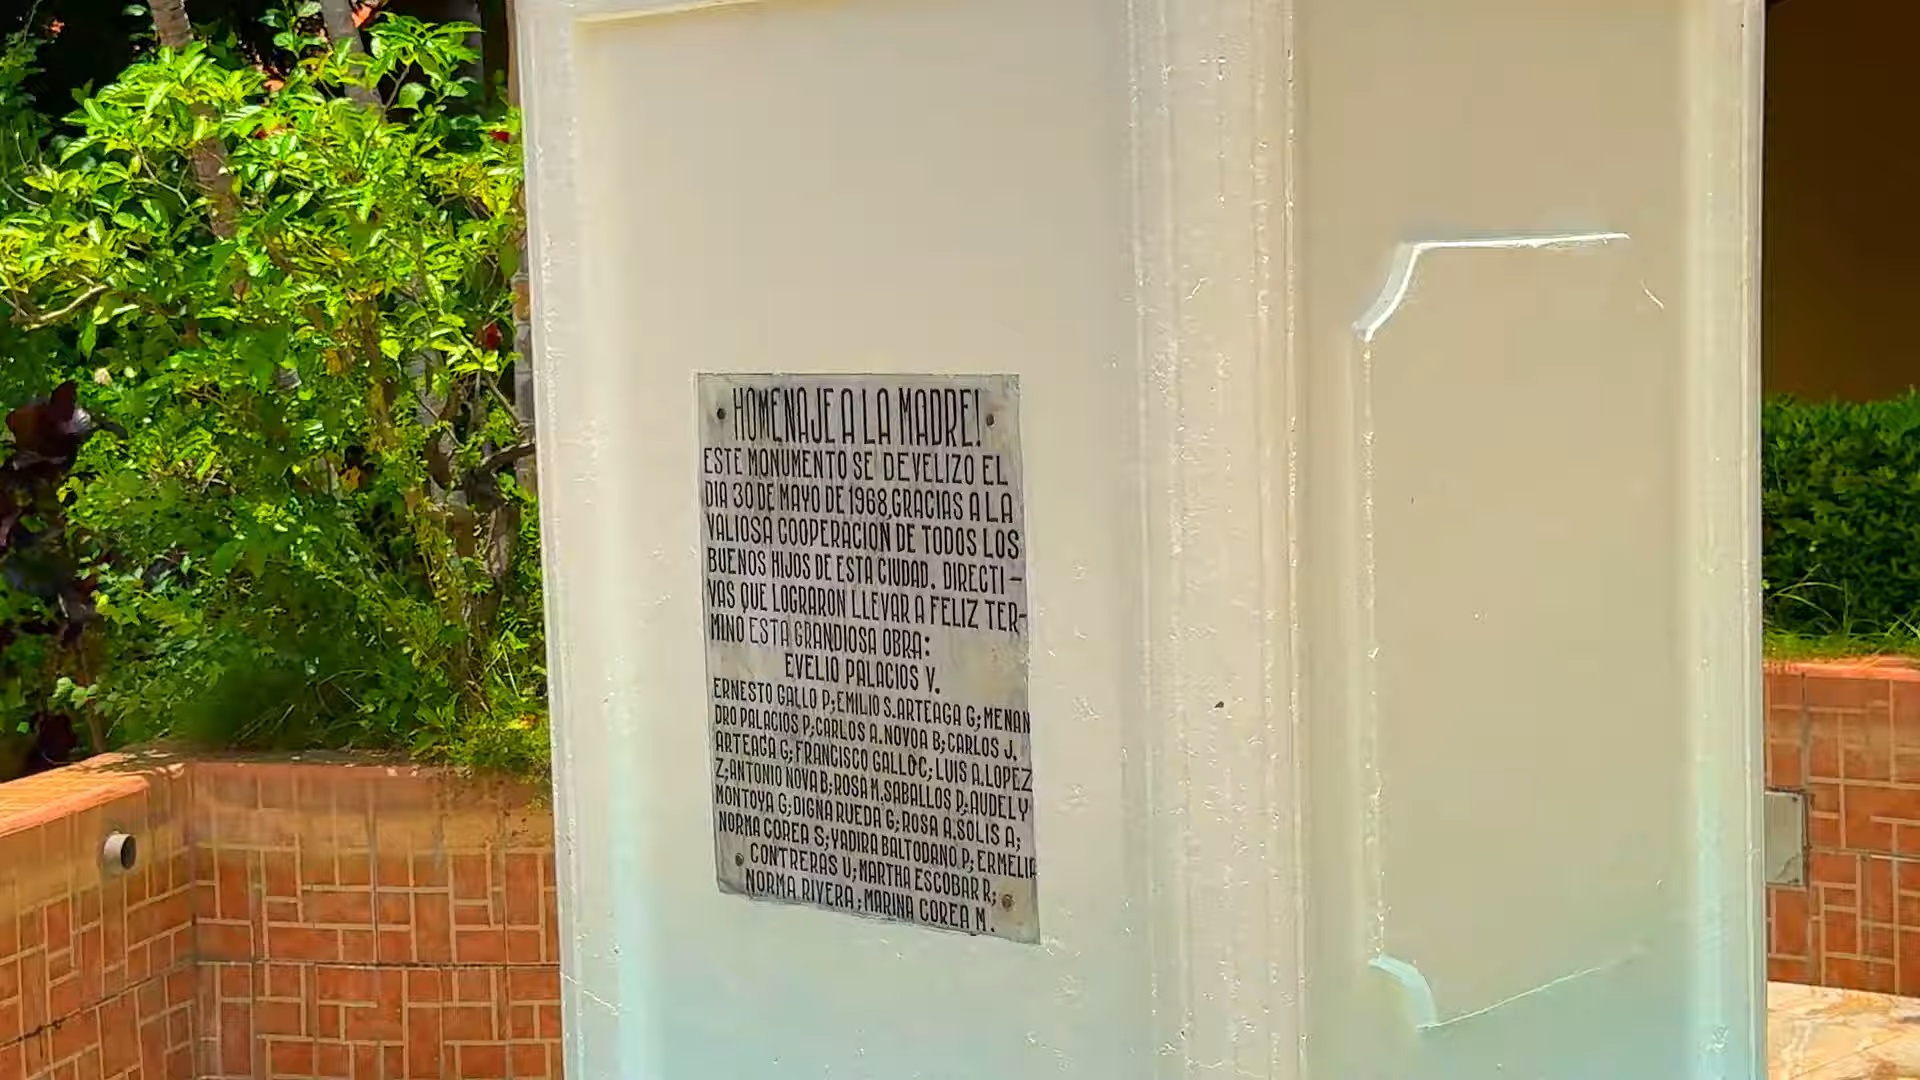 HOMENAJE A LA MADRE!
ESTE MONUMENTO SE DEVELIZO EL
DIA 30 DE MAYO DE 1968,GRACIAS A LA
VALIOSA COOPERACION DE TODOS LOS
BUENOS HIJOS DE ESTA CIUDAD. DIRECTI-
VAS QUE LOGRARON LLEVAR A FELIZ TER-
MINO ESTA GRANDIOSA OBRA:
EVELIO PALACIOS V.
ERNESTO GALLO P;EMILIO S.ARTEAGA G;MENAN
DRO PALACIOS P;CARLOS A.NOVOA B;CARLOS J.
ARTEAGA G;FRANCISCO GALLO C;LUIS A.LOPEZ
Z;ANTONIO NOVA B;ROSA M.SABALLOS P;AUDELY
MONTOYA G;DIGNA RUEDA G;ROSA A.SOLIS A;
NORMA COREA S;YADIRA BALTODANO P;ERMELIA
CONTRERAS U;MARTHA ESCOBAR R;
NORMA RIVERA;MARINA COREA M.